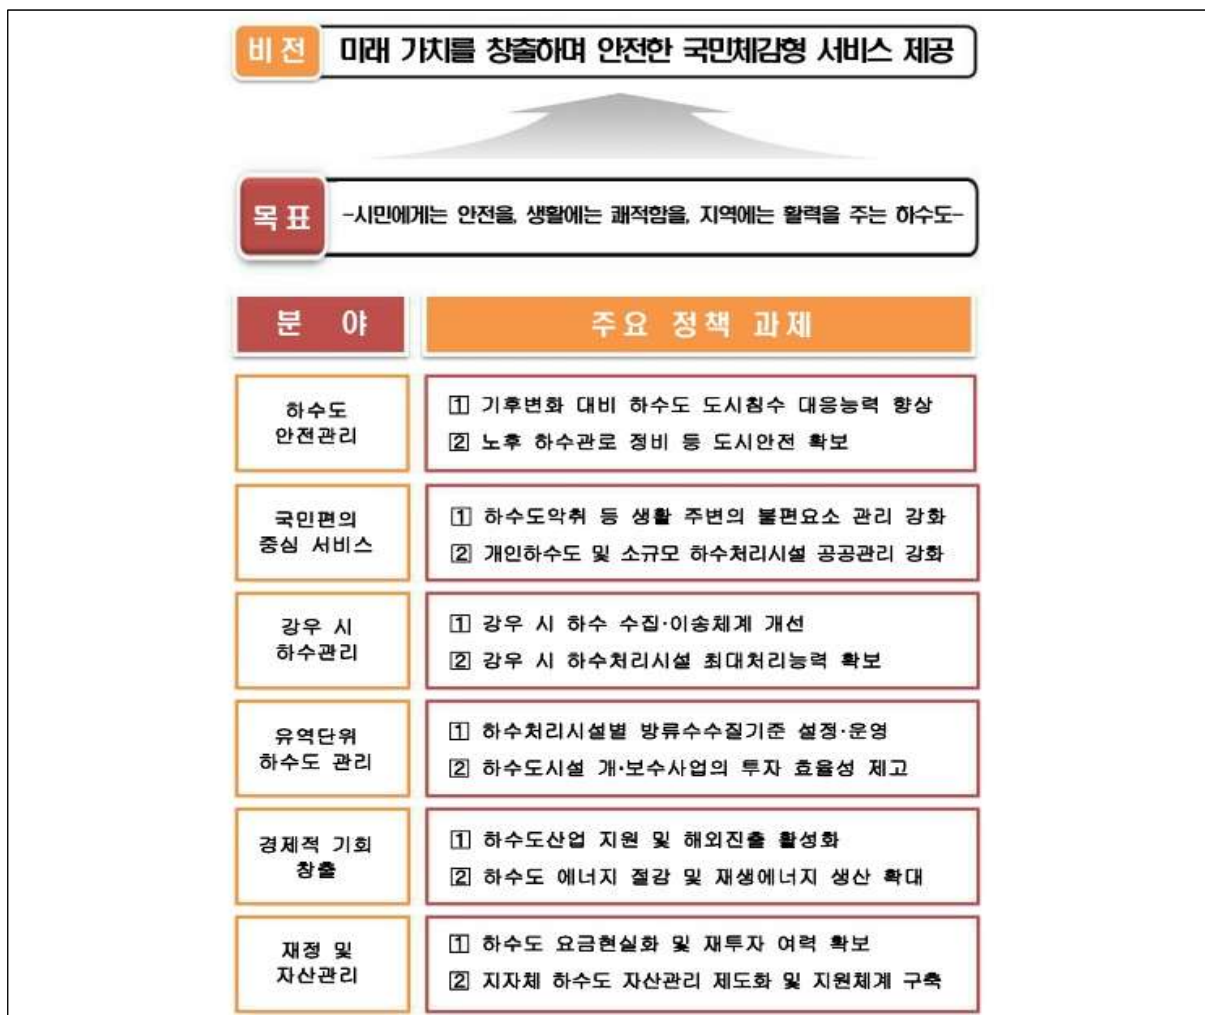 비전 미래 가치를 창출하며 안전한 국민체감형 서비스 제공
목표 -시민에게는 안전을, 생활에는 쾌적함을, 지역에는 활력을 주는 하수도-
분 야
주요 정책 과제
하수도
안전관리
1 기후변화 대비 하수도 도시침수 대응능력 향상
2 노후 하수관로 정비 등 도시안전 확보
국민편의
중심 서비스
1 하수도악취 등 생활 주변의 불편요소 관리 강화
2 개인하수도 및 소규모 하수처리시설 공공관리 강화
강우 시
하수관리
1 강우 시 하수 수집·이송체계 개선
2 강우 시 하수처리시설 최대처리능력 확보
유역단위
하수도 관리
1 하수처리시설별 방류수수질기준 설정·운영
2 하수도시설 개·보수사업의 투자 효율성 제고
경제적 기회
창출
1 하수도산업 지원 및 해외진출 활성화
2 하수도 에너지 절감 및 재생에너지 생산 확대
재정 및
자산관리
1 하수도 요금현실화 및 재투자 여력 확보
2 지자체 하수도 자산관리 제도화 및 지원체계 구축